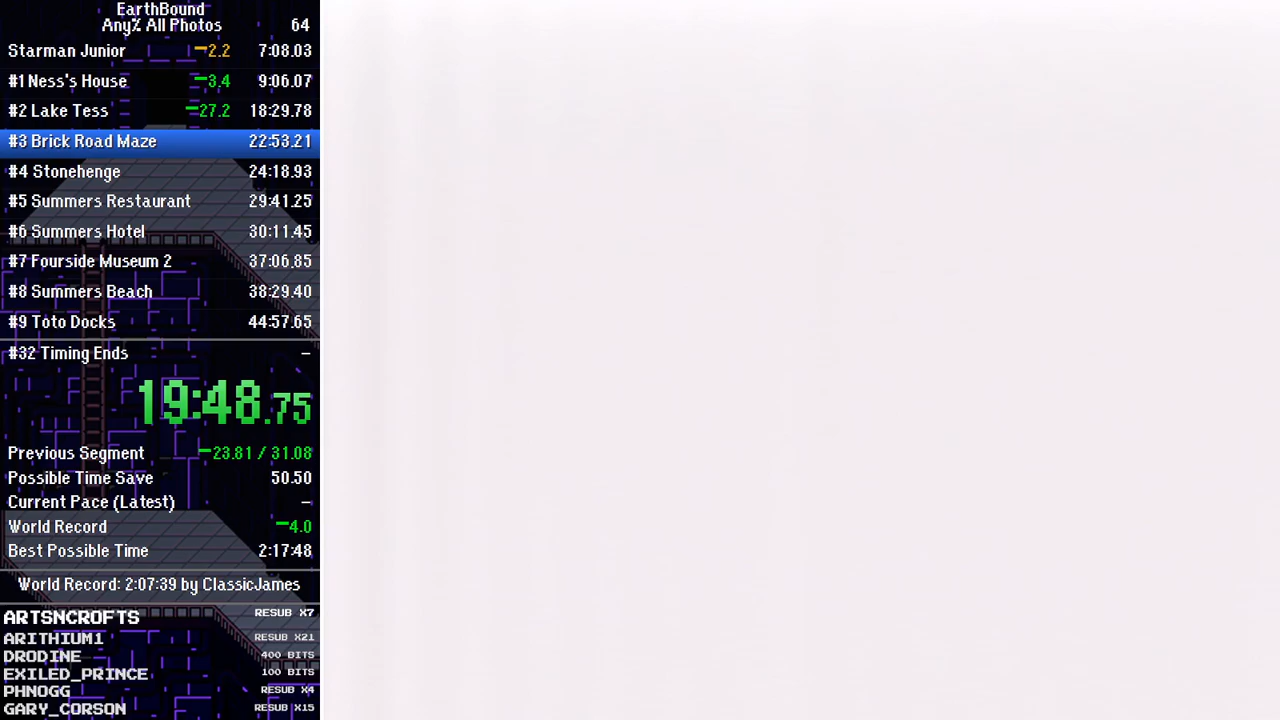 EarthBound
Any% All Photos 64
Starman Junior −2.2 7:08.03
#1 Ness's House −3.4 9:06.07
#2 Lake Tess −27.2 18:29.78
#3 Brick Road Maze 22:53.21
#4 Stonehenge 24:18.93
#5 Summers Restaurant 29:41.25
#6 Summers Hotel 30:11.45
#7 Fourside Museum 2 37:06.85
#8 Summers Beach 38:29.40
#9 Toto Docks 44:57.65
#32 Timing Ends –
19:48.75
Previous Segment −23.81 / 31.08
Possible Time Save 50.50
Current Pace (Latest) –
World Record −4.0
Best Possible Time 2:17:48
World Record: 2:07:39 by ClassicJames
ARTSNCROFTS RESUB X7
ARITHIUM1 RESUB X21
DRODINE 400 BITS
EXILED_PRINCE 100 BITS
PHNOGG RESUB X4
GARY_CORSON RESUB X15